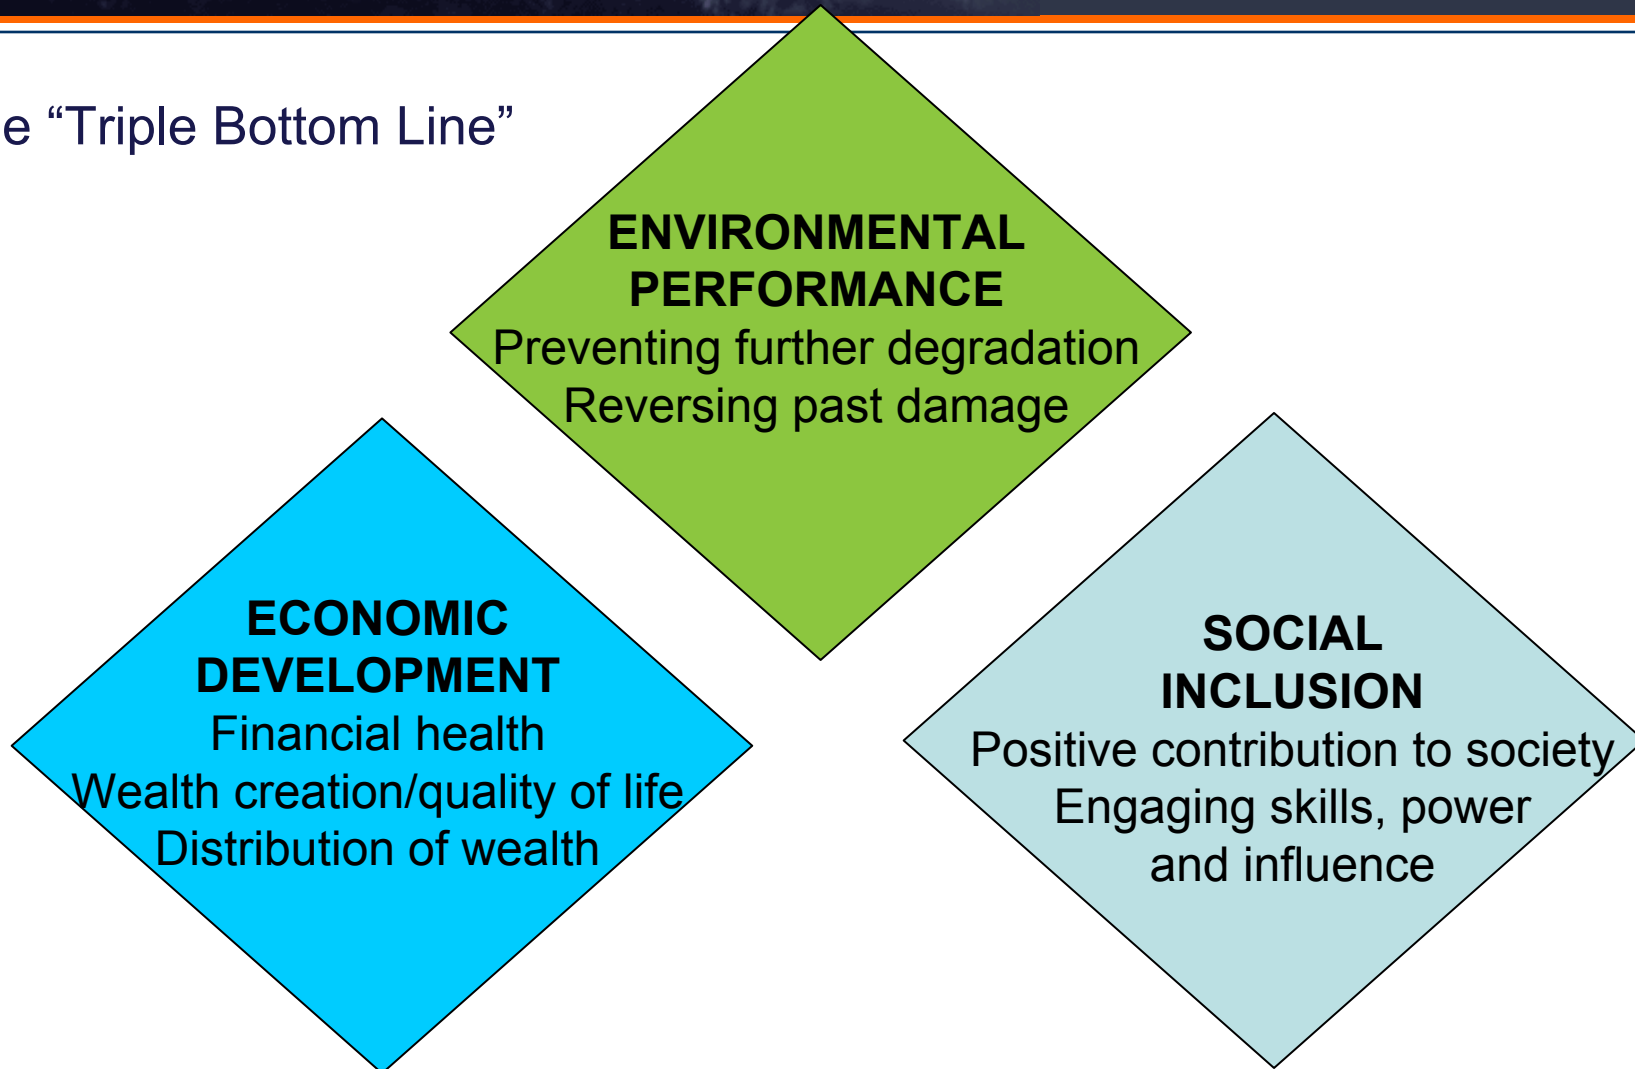 e “Triple Bottom Line”
ENVIRONMENTAL
PERFORMANCE
Preventing further degradation
Reversing past damage
ECONOMIC
DEVELOPMENT
Financial health
Wealth creation/quality of life
Distribution of wealth
SOCIAL
INCLUSION
Positive contribution to society
Engaging skills, power
and influence